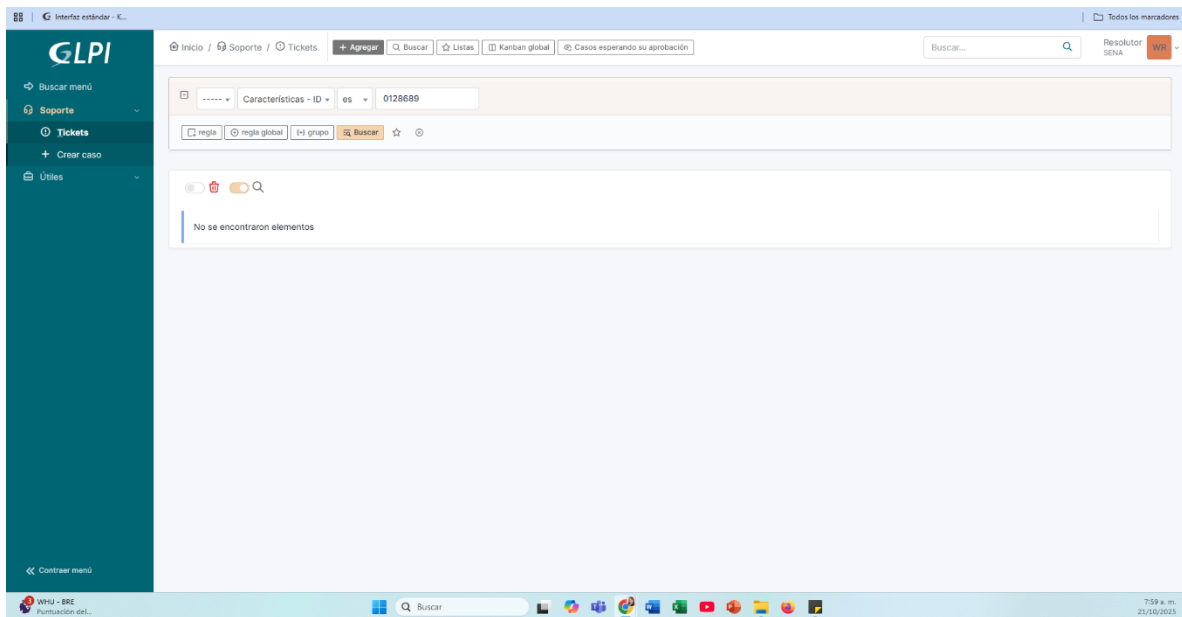 Interfaz estándar - K...
Todos los marcadores
GLPI
Inicio / Soporte / Tickets
+ Agregar
Buscar
Listas
Kanban global
Casos esperando su aprobación
Buscar...
Resolutor
SENA
WR
Buscar menú
Soporte
Tickets
+ Crear caso
Útiles
----- Características - ID es 0128689
regla
regla global
(+) grupo
Buscar
No se encontraron elementos
Contraer menú
3
WHU - BRE
Puntuación del...
Buscar
7:59 a. m.
21/10/2025